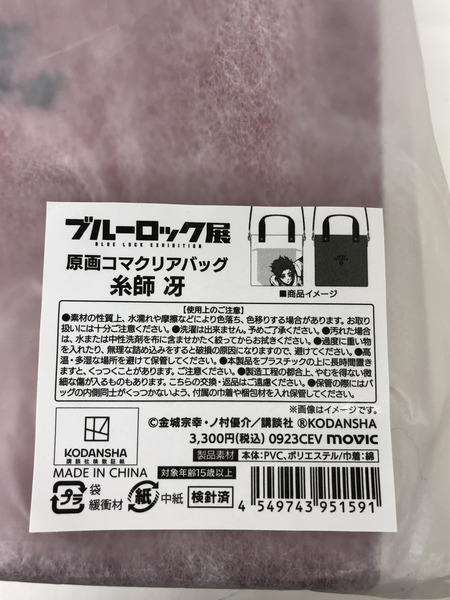 ブルーロック展
BLUE LOCK EXHIBITION
原画コマクリアバッグ
糸師 冴
■商品イメージ
【使用上のご注意】
●素材の性質上、水濡れや摩擦などにより色落ち、色移りする場合があります。お取り
扱いには十分ご注意ください。●洗濯は出来ません。予めご了承ください。●汚れた場合
は、水または中性洗剤を布に含ませかたく絞ってからお拭きください。●過度に重い物
を入れたり、無理な詰め込みをすると破損の原因になりますので、避けてください。●高
温・多湿な場所を避けて保管してください。●本製品をプラスチックの上に長時間置き
ますと、くっつくことがあります。ご注意ください。●製造工程の都合上、やむを得ない微
細な傷が入るものもあります。こちらの交換・返品はご遠慮ください。●保管の際にはバ
ッグの内側同士がくっつかないよう、付属の巾着や梱包材を入れ保管してください。
※画像はイメージです。
©金城宗幸・ノ村優介/講談社 ®KODANSHA
3,300円(税込) 0923CEV movic
KODANSHA
講談社検数証紙
製品素材 本体:PVC、ポリエステル/巾着:綿
MADE IN CHINA
対象年齢15歳以上
プラ 袋 緩衝材 紙 中紙 検針済
4 549743 951591